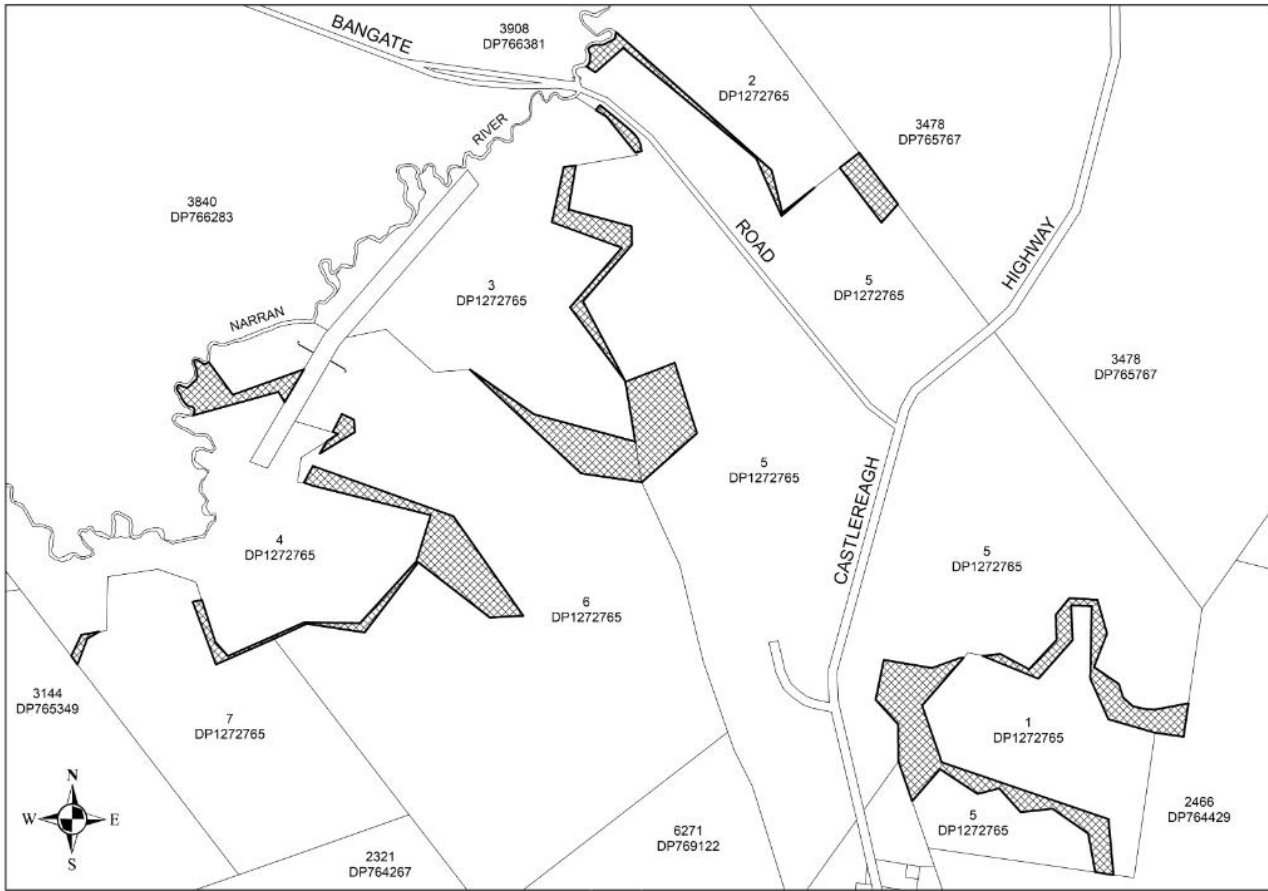 BANGATE
3908
DP766381
2
DP1272765
3478
DP765767
RIVER
3840
DP766283
ROAD
HIGHWAY
3
DP1272765
5
DP1272765
NARRAN
3478
DP765767
5
DP1272765
CASTLEREAGH
4
DP1272765
5
DP1272765
6
DP1272765
3144
DP765349
7
DP1272765
1
DP1272765
N
W
E
S
2466
DP764429
5
DP1272765
6271
DP769122
2321
DP764267